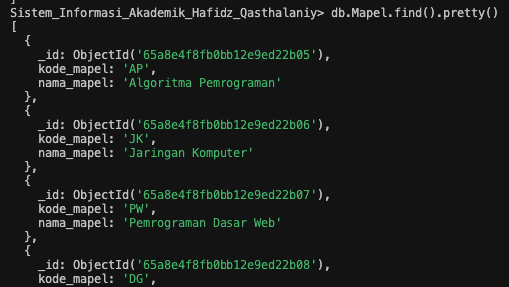 ]
Sistem_Informasi_Akademik_Hafidz_Qasthalaniy> db.Mapel.find().pretty()
[
  {
    _id: ObjectId('65a8e4f8fb0bb12e9ed22b05'),
    kode_mapel: 'AP',
    nama_mapel: 'Algoritma Pemrograman'
  },
  {
    _id: ObjectId('65a8e4f8fb0bb12e9ed22b06'),
    kode_mapel: 'JK',
    nama_mapel: 'Jaringan Komputer'
  },
  {
    _id: ObjectId('65a8e4f8fb0bb12e9ed22b07'),
    kode_mapel: 'PW',
    nama_mapel: 'Pemrograman Dasar Web'
  },
  {
    _id: ObjectId('65a8e4f8fb0bb12e9ed22b08'),
    kode_mapel: 'DG',